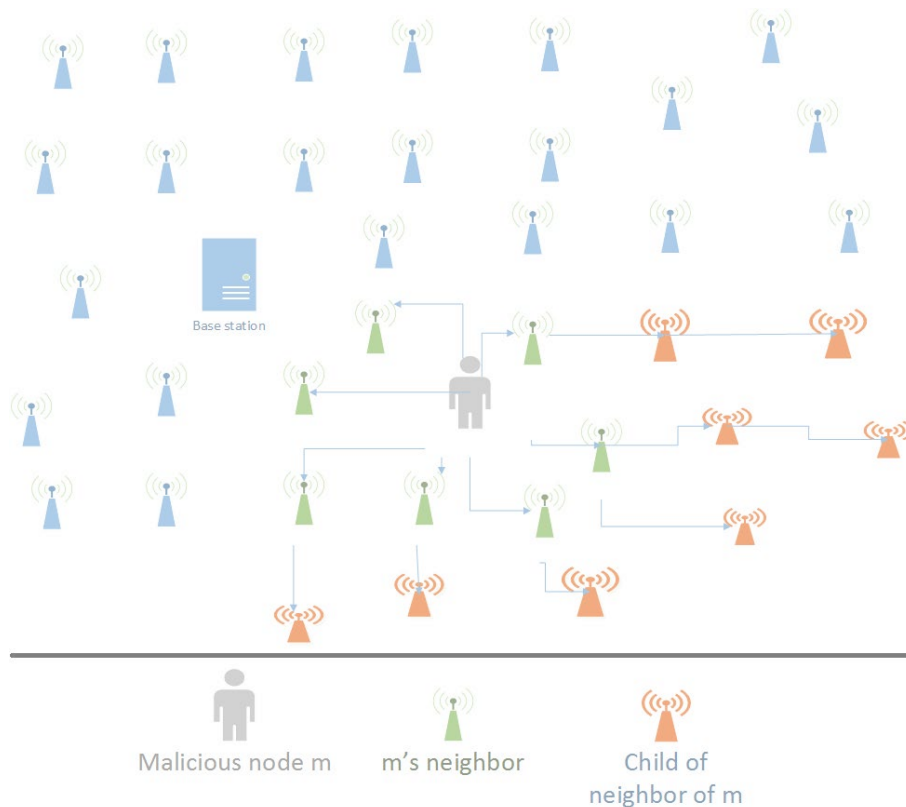 Base station
Malicious node m
m's neighbor
Child of
neighbor of m